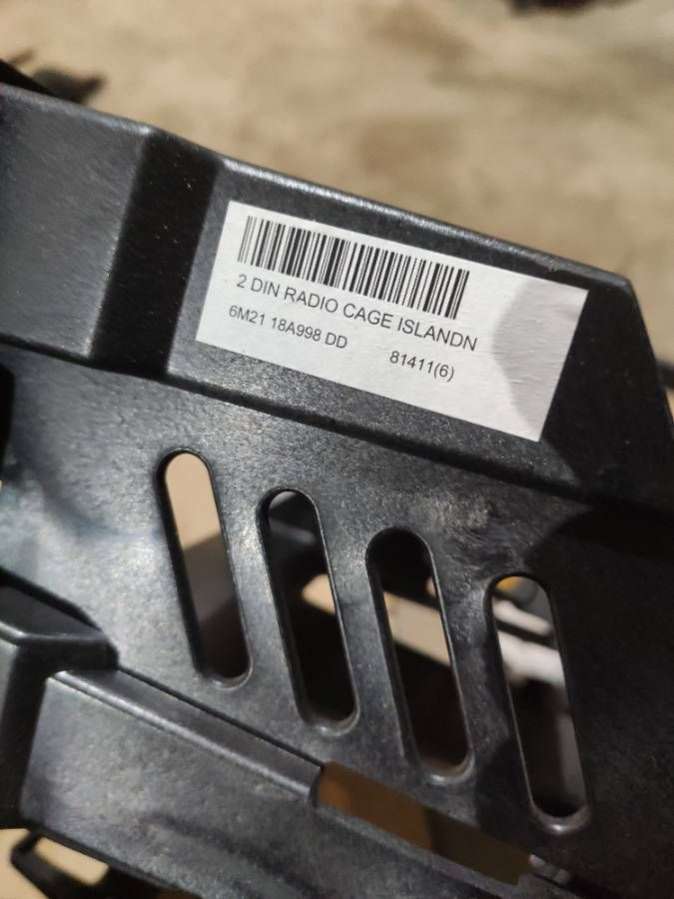 2 DIN RADIO CAGE ISLANDN
6M21 18A998 DD 81411(6)